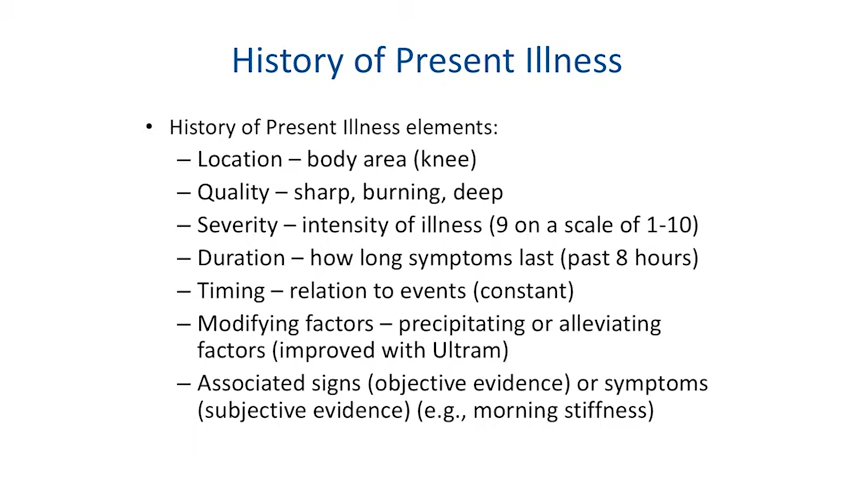 History of Present Illness
• History of Present Illness elements:
– Location – body area (knee)
– Quality – sharp, burning, deep
– Severity – intensity of illness (9 on a scale of 1-10)
– Duration – how long symptoms last (past 8 hours)
– Timing – relation to events (constant)
– Modifying factors – precipitating or alleviating
factors (improved with Ultram)
– Associated signs (objective evidence) or symptoms
(subjective evidence) (e.g., morning stiffness)